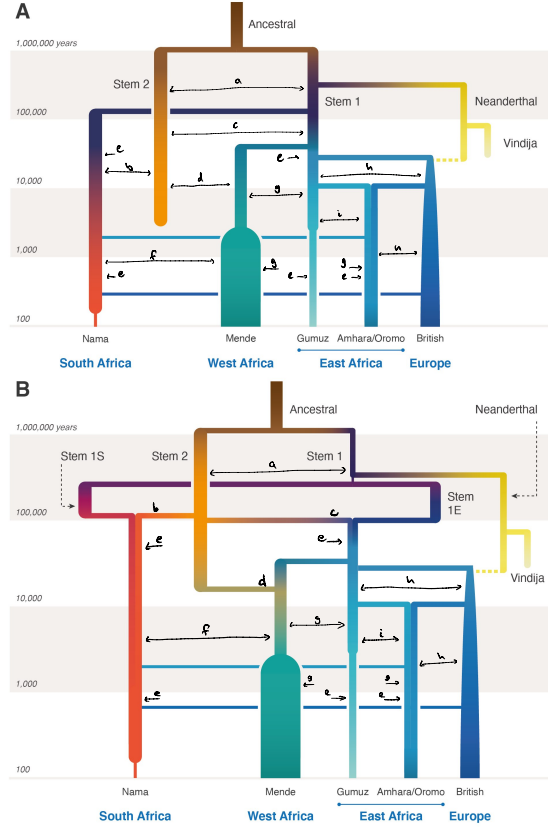 A
Ancestral
1,000,000 years
Stem 2
a
Stem 1
Neanderthal
100,000
c
Vindija
e
e
b
h
d
10,000
g
i
h
f
g
g
1,000
e
e
e
100
Nama
Mende
Gumuz
Amhara/Oromo
British
South Africa
West Africa
East Africa
Europe
B
Ancestral
Neanderthal
1,000,000 years
Stem 1S
Stem 2
Stem 1
a
Stem
1E
100,000
b
c
e
e
Vindija
d
h
10,000
g
f
i
h
g
g
1,000
e
e
e
100
Nama
Mende
Gumuz
Amhara/Oromo
British
South Africa
West Africa
East Africa
Europe